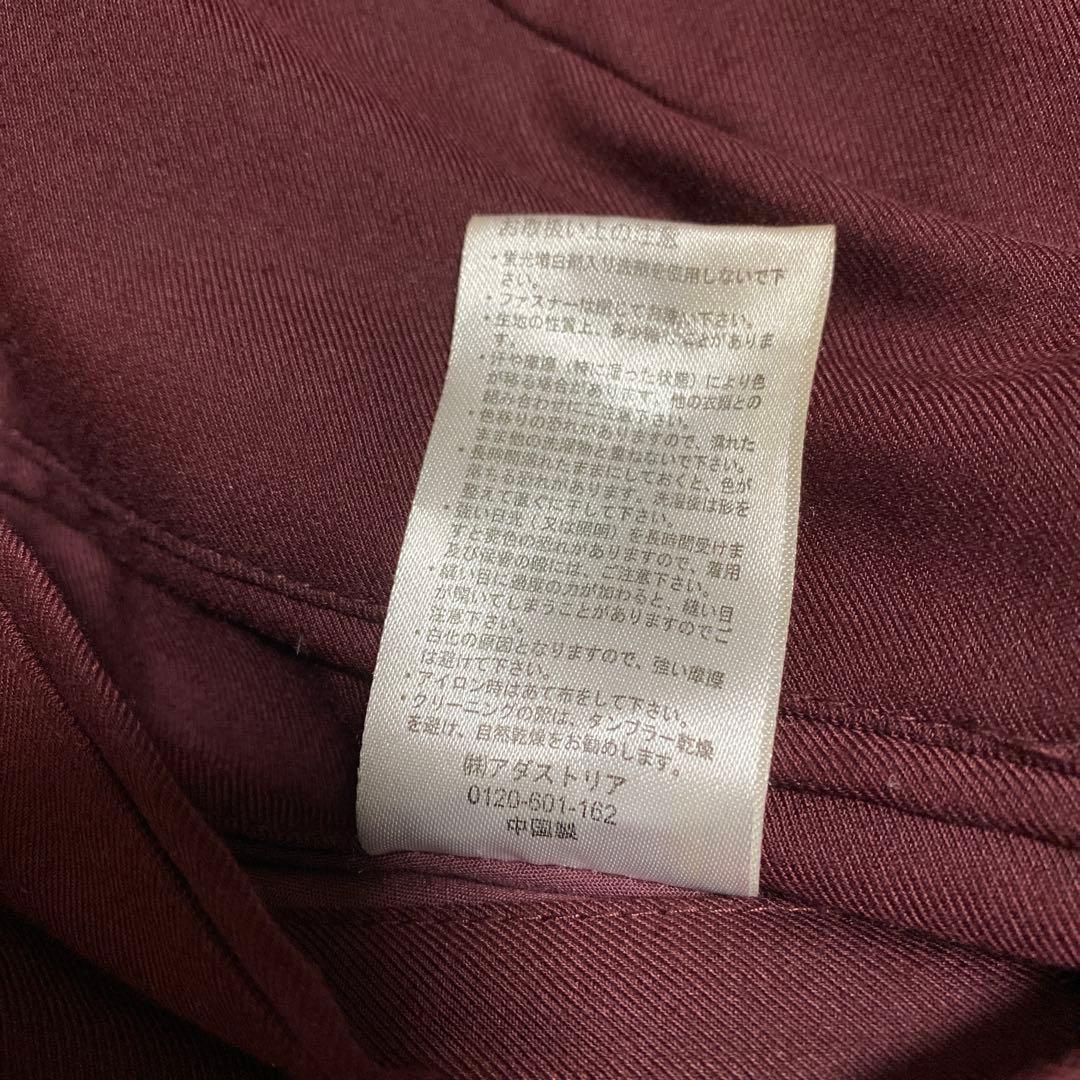 お取扱い上の注意
・蛍光増白剤入り洗剤を使用しないで下
さい。
・ファスナーは閉じてお洗い下さい。
・生地の性質上、多少縮むことがありま
す。
・汗や摩擦(特に湿った状態)により色
が移る場合があります。他の衣類との
組み合わせにご注意下さい。
・色移りの恐れがありますので、濡れた
まま他の洗濯物と重ねないで下さい。
・長時間濡れたままにしておくと、色が
落ちる恐れがあります。洗濯後は形を
整えて直ぐに干して下さい。
・強い日光(又は照明)を長時間受けま
すと変色の恐れがありますので、着用
及び保管の際には、ご注意下さい。
・縫い目に過度の力が加わると、縫い目
が開いてしまうことがありますのでご
注意下さい。
・白化の原因となりますので、強い摩擦
は避けて下さい。
・アイロン時はあて布をして下さい。
・クリーニングの際は、タンブラー乾燥
を避け、自然乾燥をお勧めします。
㈱アダストリア
0120-601-162
中国製